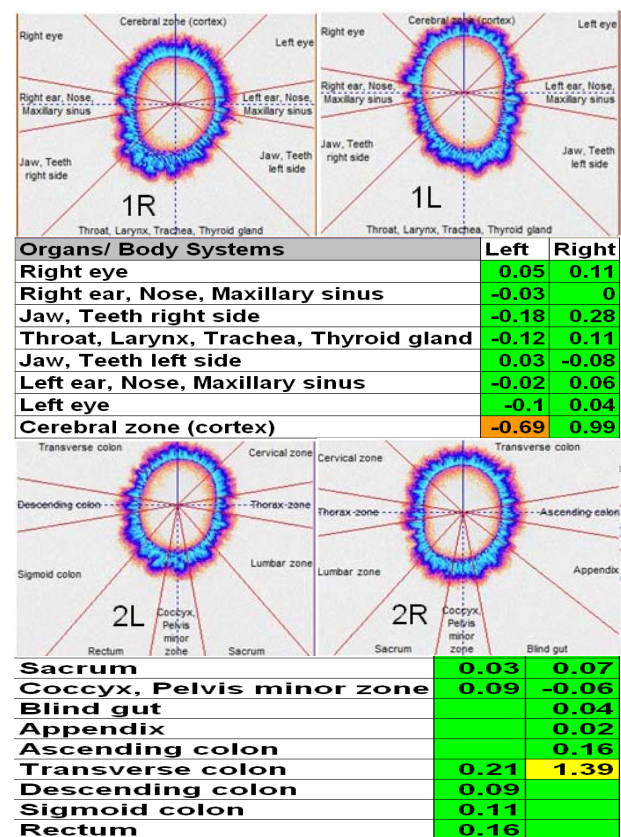 Cerebral zone (cortex)
Right eye
Left eye
Right ear, Nose,
Maxillary sinus
Left ear, Nose,
Maxillary sinus
Jaw, Teeth
right side
Jaw, Teeth
left side
1R
Throat, Larynx, Trachea, Thyroid gland
Cerebral zone (cortex)
Left eye
Right eye
Right ear, Nose,
Maxillary sinus
Left ear, Nose,
Maxillary sinus
Jaw, Teeth
right side
Jaw, Teeth
left side
1L
Throat, Larynx, Trachea, Thyroid gland
Organs/ Body Systems Left Right
Right eye 0.05 0.11
Right ear, Nose, Maxillary sinus -0.03 0
Jaw, Teeth right side -0.18 0.28
Throat, Larynx, Trachea, Thyroid gland -0.12 0.11
Jaw, Teeth left side 0.03 -0.08
Left ear, Nose, Maxillary sinus -0.02 0.06
Left eye -0.1 0.04
Cerebral zone (cortex) -0.69 0.99
Transverse colon
Cervical zone
Descending colon
Thorax zone
Sigmoid colon
Lumbar zone
2L
Coccyx,
Pelvis
minor
zone
Rectum
Sacrum
Transverse colon
Cervical zone
Thorax zone
Ascending colon
Lumbar zone
Appendix
2R
Coccyx,
Pelvis
minor
zone
Sacrum
Blind gut
Sacrum 0.03 0.07
Coccyx, Pelvis minor zone 0.09 -0.06
Blind gut 0.04
Appendix 0.02
Ascending colon 0.16
Transverse colon 0.21 1.39
Descending colon 0.09
Sigmoid colon 0.11
Rectum 0.16